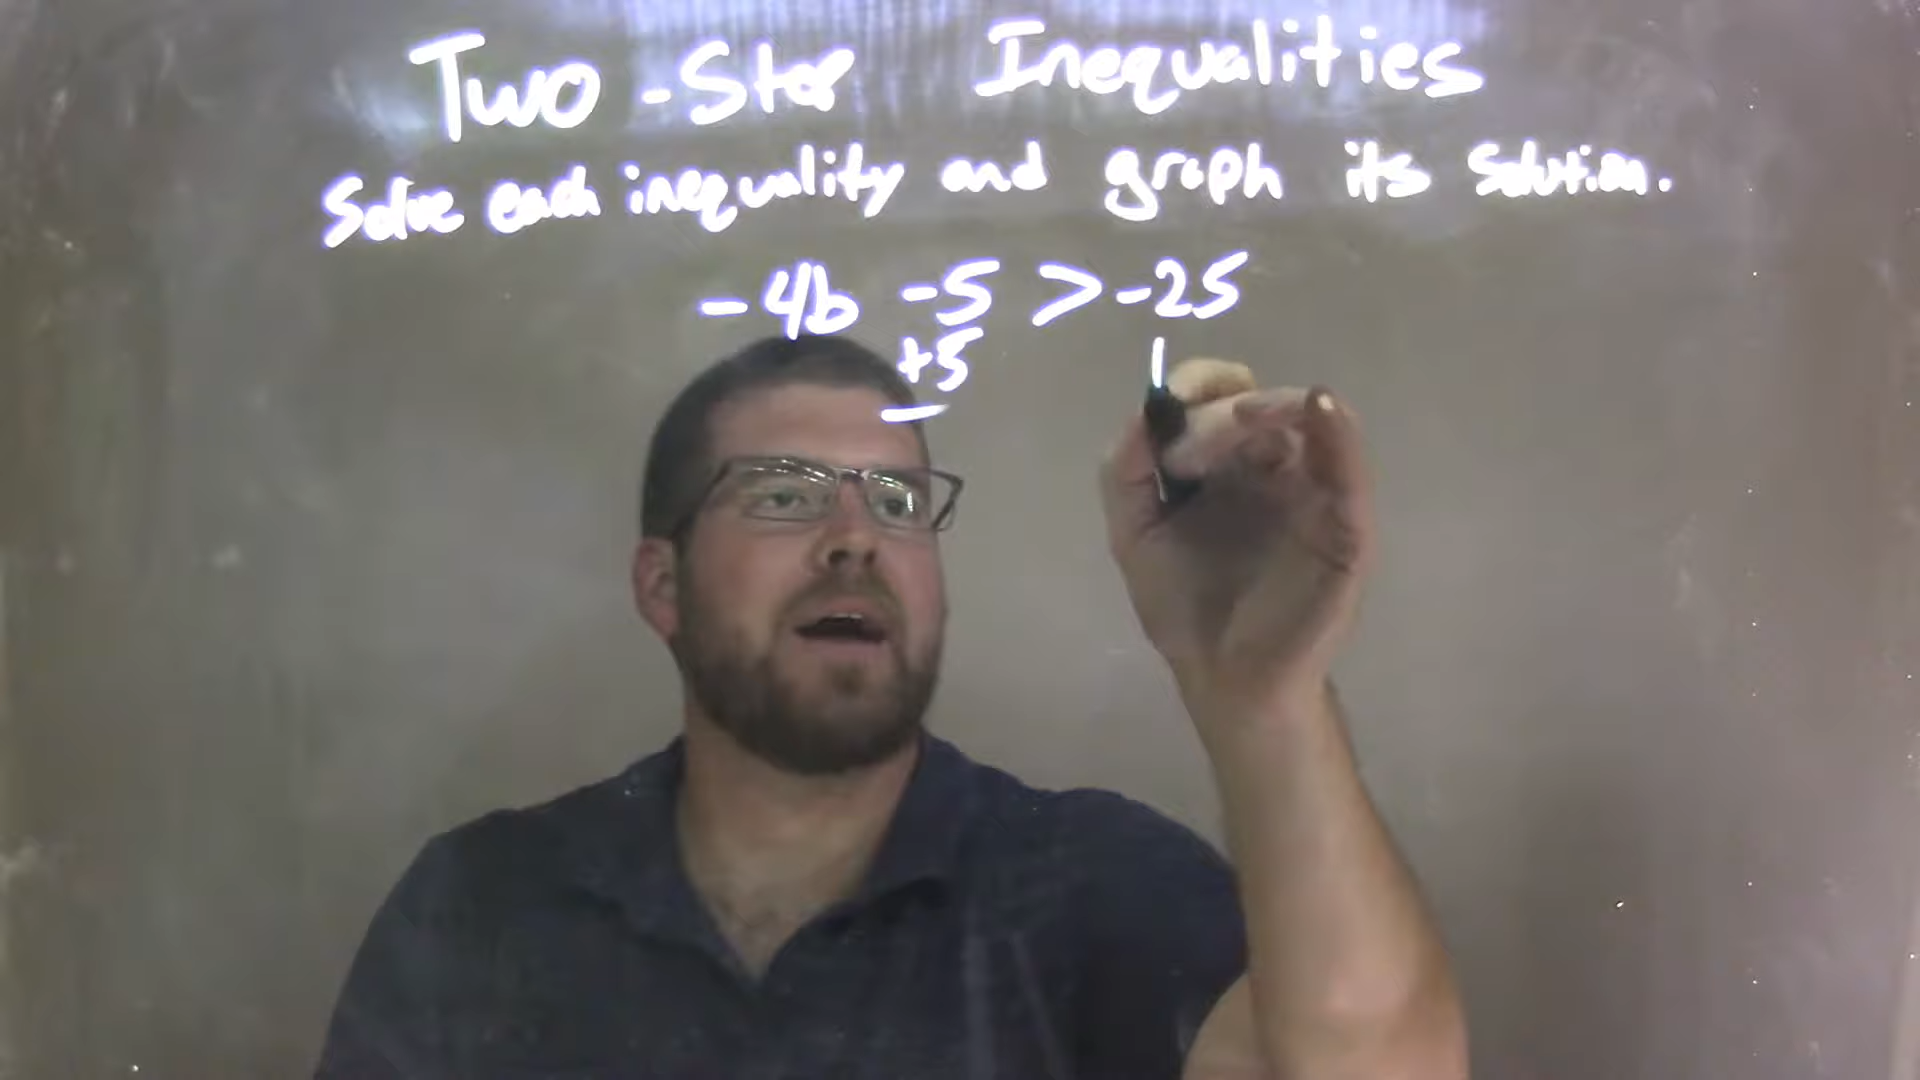 Two-Step Inequalities
Solve each inequality and graph its solution.
-4b -5 > -25
+5